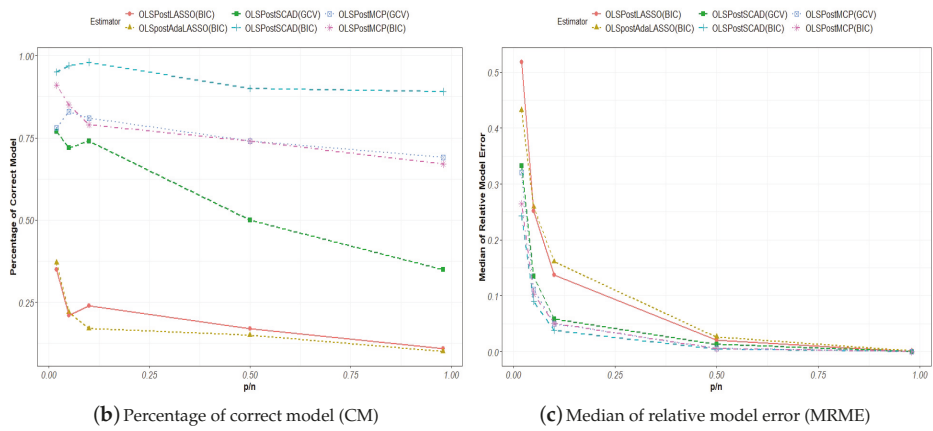 OLSPostLASSO(BIC) OLSPostSCAD(GCV) OLSPostMCP(GCV)
Estimator
OLSpostAdaLASSO(BIC) OLSPostSCAD(BIC) OLSPostMCP(BIC)
1.00
0.75
0.50
0.25
Percentage of Correct Model
0.00 0.25 0.50 0.75 1.00
p/n
(b) Percentage of correct model (CM)
OLSPostLASSO(BIC) OLSPostSCAD(GCV) OLSPostMCP(GCV)
Estimator
OLSpostAdaLASSO(BIC) OLSPostSCAD(BIC) OLSPostMCP(BIC)
0.5
0.4
0.3
0.2
0.1
0.0
Median of Relative Model Error
0.00 0.25 0.50 0.75 1.00
p/n
(c) Median of relative model error (MRME)